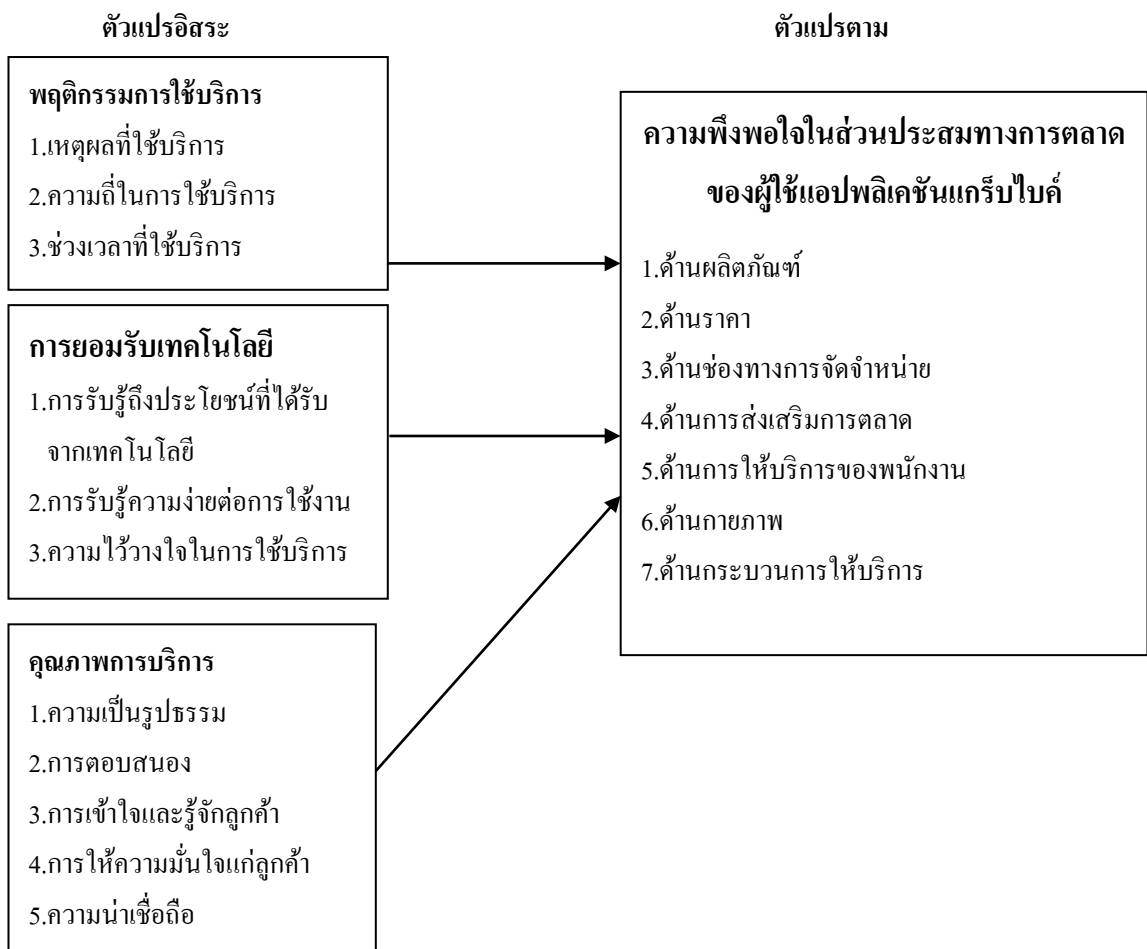 ตัวแปรอิสระ
ตัวแปรตาม
พฤติกรรมการใช้บริการ
1.เหตุผลที่ใช้บริการ
2.ความถี่ในการใช้บริการ
3.ช่วงเวลาที่ใช้บริการ
การยอมรับเทคโนโลยี
1.การรับรู้ถึงประโยชน์ที่ได้รับ
จากเทคโนโลยี
2.การรับรู้ความง่ายต่อการใช้งาน
3.ความไว้วางใจในการใช้บริการ
คุณภาพการบริการ
1.ความเป็นรูปธรรม
2.การตอบสนอง
3.การเข้าใจและรู้จักลูกค้า
4.การให้ความมั่นใจแก่ลูกค้า
5.ความน่าเชื่อถือ
ความพึงพอใจในส่วนประสมทางการตลาด
ของผู้ใช้แอปพลิเคชันแกร็บไบค์
1.ด้านผลิตภัณฑ์
2.ด้านราคา
3.ด้านช่องทางการจัดจำหน่าย
4.ด้านการส่งเสริมการตลาด
5.ด้านการให้บริการของพนักงาน
6.ด้านกายภาพ
7.ด้านกระบวนการให้บริการ